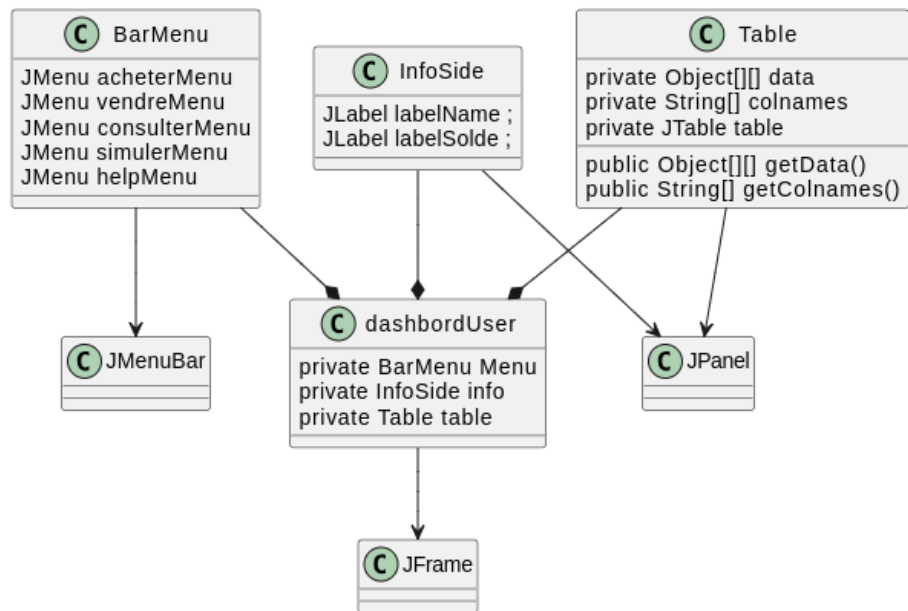 C BarMenu
JMenu acheterMenu
JMenu vendreMenu
JMenu consulterMenu
JMenu simulerMenu
JMenu helpMenu
C InfoSide
JLabel labelName ;
JLabel labelSolde ;
C Table
private Object[][] data
private String[] colnames
private JTable table
public Object[][] getData()
public String[] getColnames()
C JMenuBar
C dashbordUser
private BarMenu Menu
private InfoSide info
private Table table
C JPanel
C JFrame